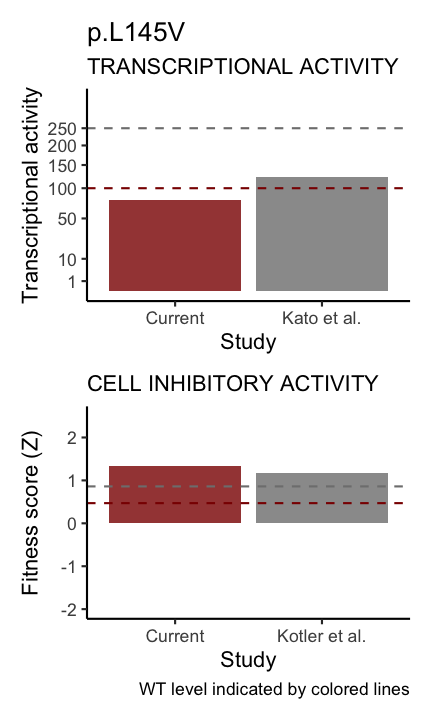 p.L145V
TRANSCRIPTIONAL ACTIVITY
Transcriptional activity
250
200
150
100
50
10
1
Current
Kato et al.
Study
CELL INHIBITORY ACTIVITY
Fitness score (Z)
2
1
0
-1
-2
Current
Kotler et al.
Study
WT level indicated by colored lines